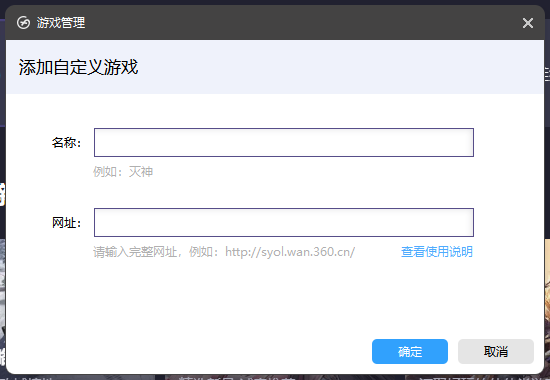 游戏管理
添加自定义游戏
名称：
例如：灭神
网址：
请输入完整网址，例如：http://syol.wan.360.cn/ 查看使用说明
确定 取消